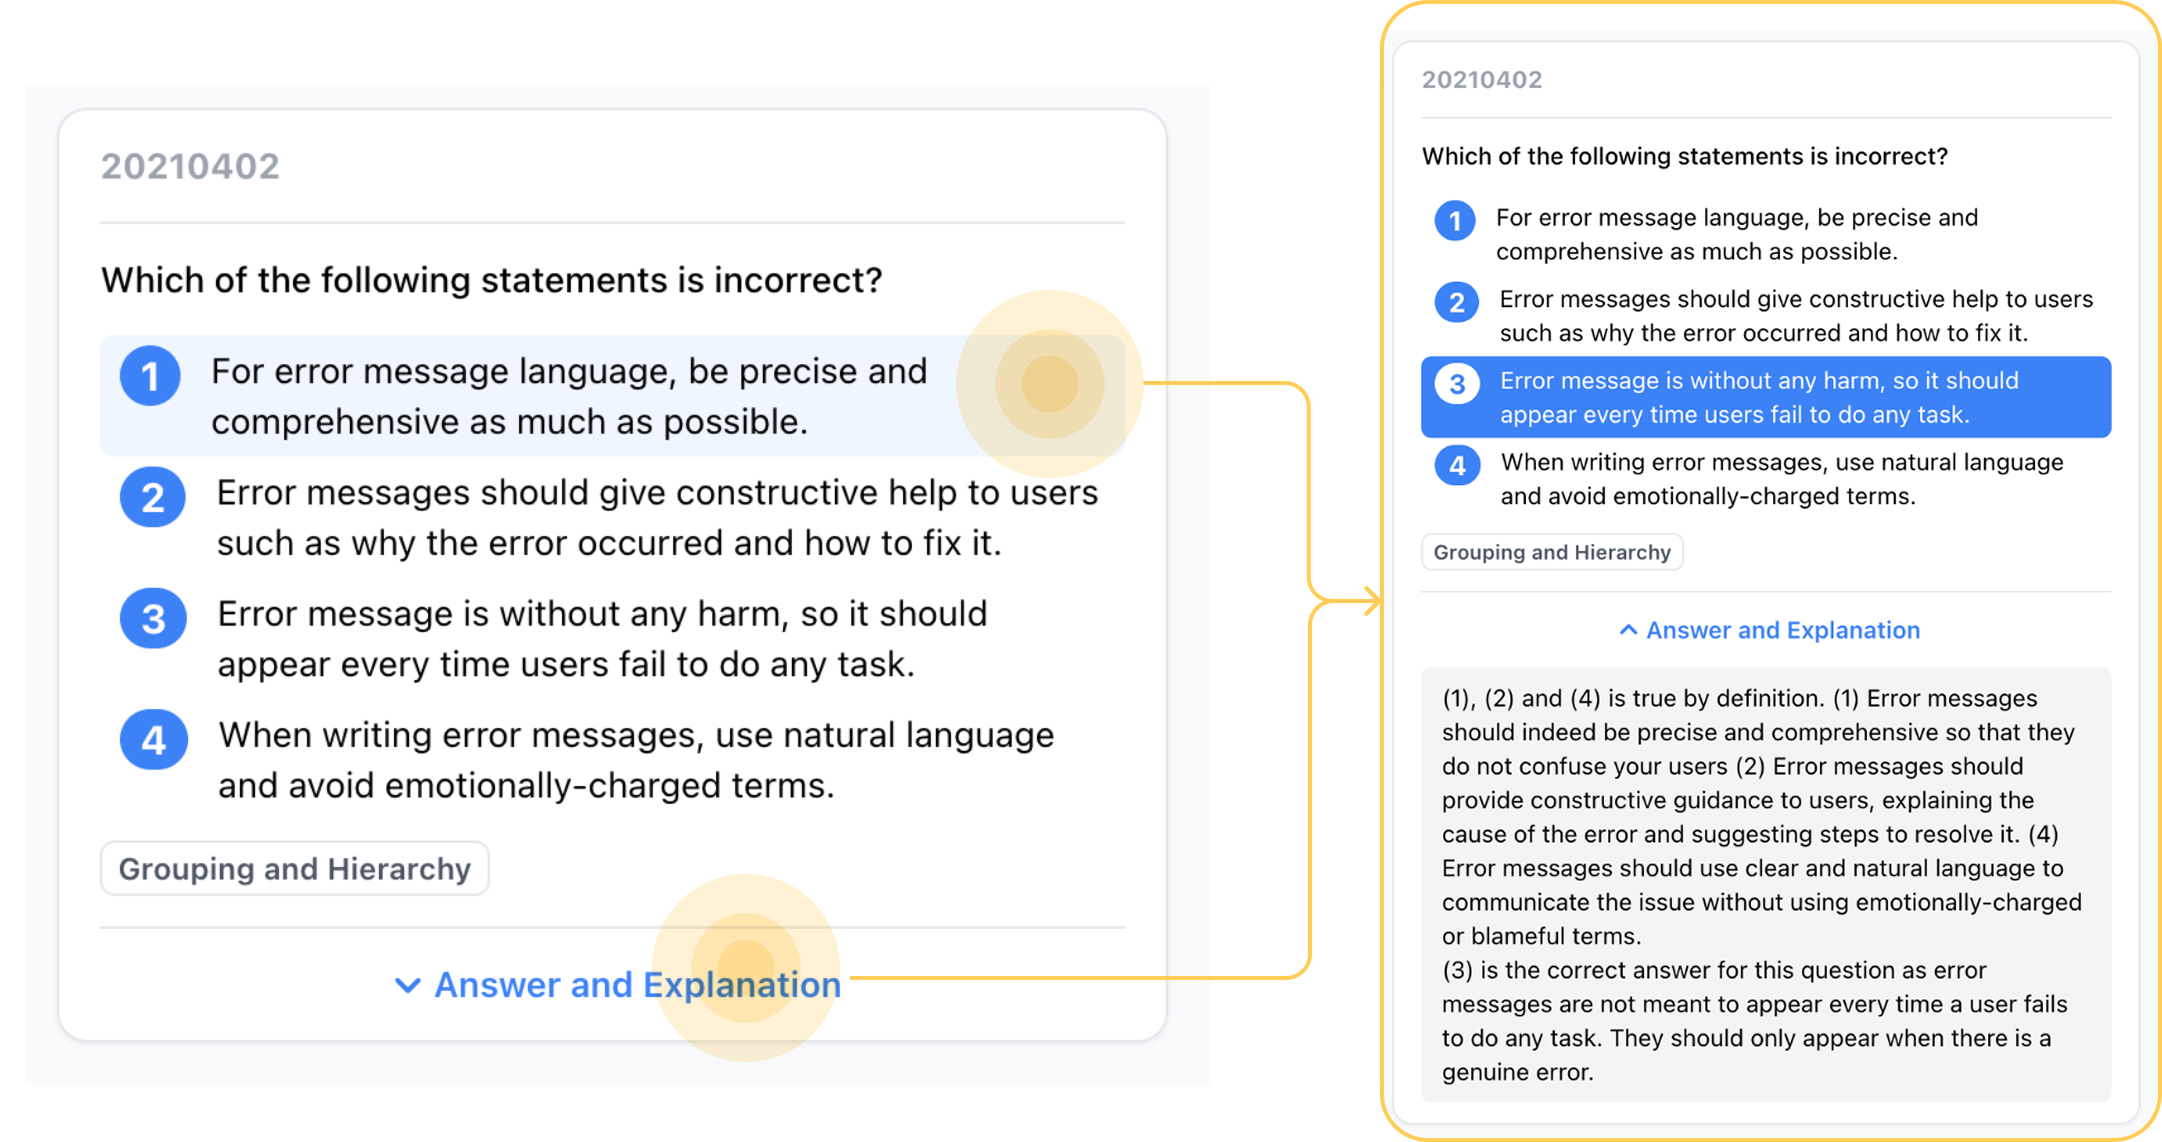 20210402
Which of the following statements is incorrect?
1 For error message language, be precise and
comprehensive as much as possible.
2 Error messages should give constructive help to users
such as why the error occurred and how to fix it.
3 Error message is without any harm, so it should
appear every time users fail to do any task.
4 When writing error messages, use natural language
and avoid emotionally-charged terms.
Grouping and Hierarchy
Answer and Explanation
20210402
Which of the following statements is incorrect?
1 For error message language, be precise and
comprehensive as much as possible.
2 Error messages should give constructive help to users
such as why the error occurred and how to fix it.
3 Error message is without any harm, so it should
appear every time users fail to do any task.
4 When writing error messages, use natural language
and avoid emotionally-charged terms.
Grouping and Hierarchy
Answer and Explanation
(1), (2) and (4) is true by definition. (1) Error messages
should indeed be precise and comprehensive so that they
do not confuse your users (2) Error messages should
provide constructive guidance to users, explaining the
cause of the error and suggesting steps to resolve it. (4)
Error messages should use clear and natural language to
communicate the issue without using emotionally-charged
or blameful terms.
(3) is the correct answer for this question as error
messages are not meant to appear every time a user fails
to do any task. They should only appear when there is a
genuine error.